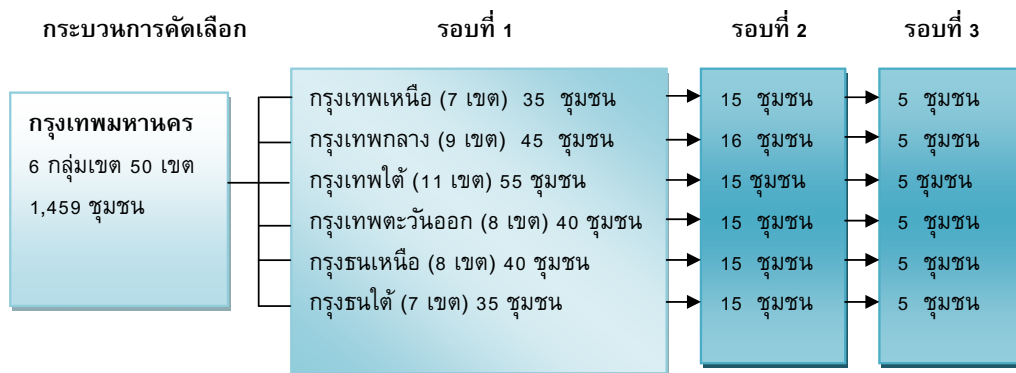 กระบวนการคัดเลือก รอบที่ 1 รอบที่ 2 รอบที่ 3
กรุงเทพมหานคร
6 กลุ่มเขต 50 เขต
1,459 ชุมชน
กรุงเทพเหนือ (7 เขต) 35 ชุมชน 15 ชุมชน 5 ชุมชน
กรุงเทพกลาง (9 เขต) 45 ชุมชน 16 ชุมชน 5 ชุมชน
กรุงเทพใต้ (11 เขต) 55 ชุมชน 15 ชุมชน 5 ชุมชน
กรุงเทพตะวันออก (8 เขต) 40 ชุมชน 15 ชุมชน 5 ชุมชน
กรุงธนเหนือ (8 เขต) 40 ชุมชน 15 ชุมชน 5 ชุมชน
กรุงธนใต้ (7 เขต) 35 ชุมชน 15 ชุมชน 5 ชุมชน